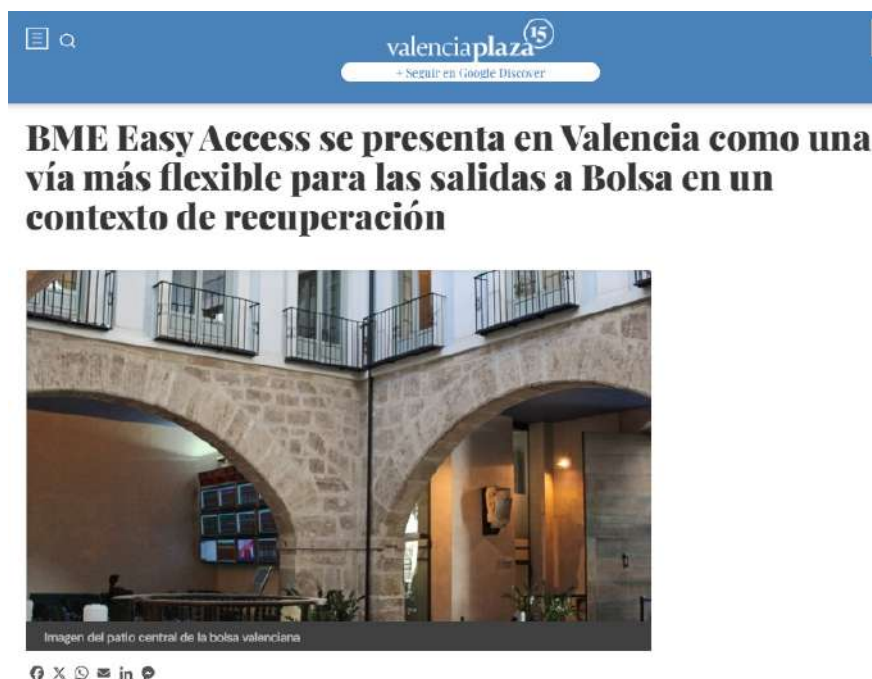 valenciaplaza 15
+ Seguir en Google Discover
BME Easy Access se presenta en Valencia como una
vía más flexible para las salidas a Bolsa en un
contexto de recuperación
Imagen del patio central de la bolsa valenciana